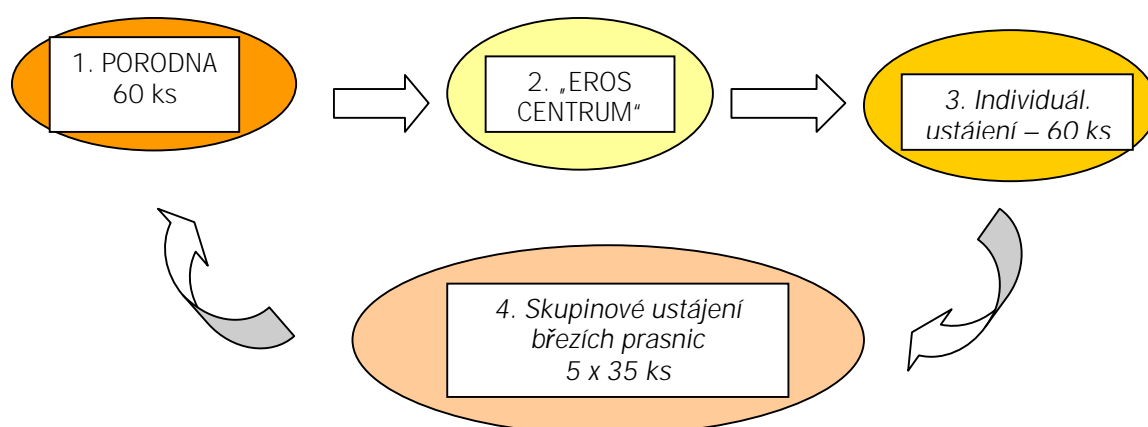 1. PORODNA
60 ks
2. „EROS
CENTRUM“
3. Individuál.
ustájení – 60 ks
4. Skupinové ustájení
březích prasnic
5 x 35 ks